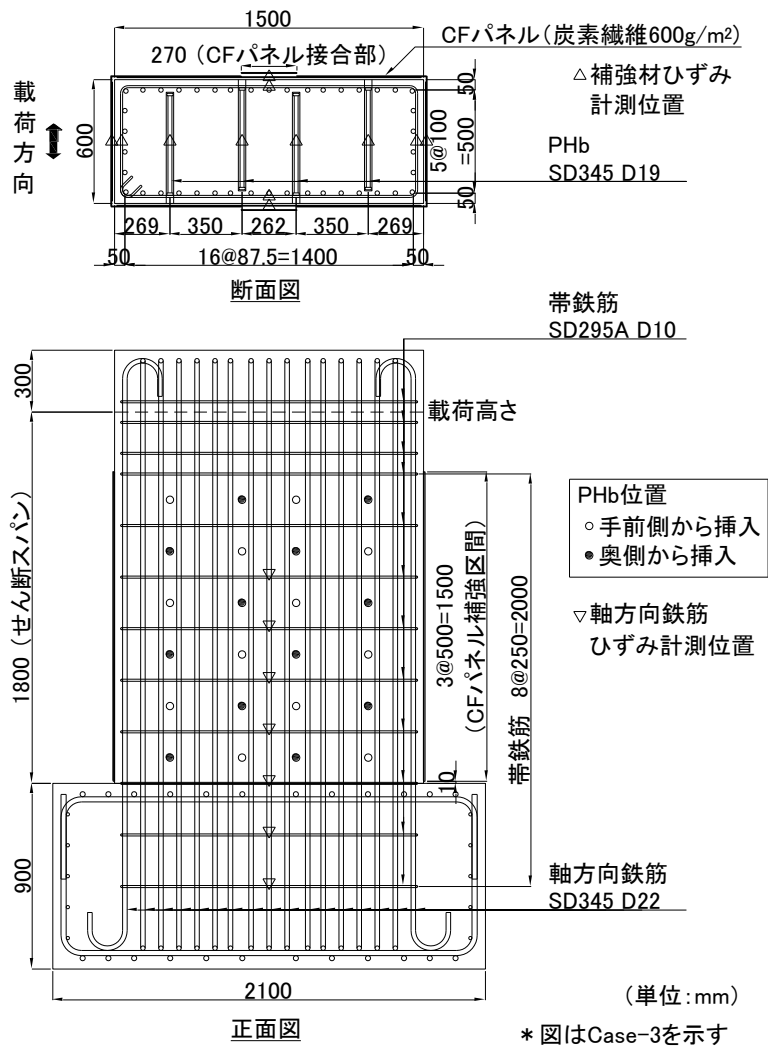 1500
270 (CFパネル接合部)
CFパネル(炭素繊維600g/m²)
△補強材ひずみ
計測位置
載荷方向
600
50
5@100
=500
50
PHb
SD345 D19
269 350 262 350 269
50 16@87.5=1400 50
断面図
帯鉄筋
SD295A D10
300
載荷高さ
1800 (せん断スパン)
PHb位置
○手前側から挿入
●奥側から挿入
3@500=1500
(CFパネル補強区間)
帯鉄筋 8@250=2000
▽軸方向鉄筋
ひずみ計測位置
10
900
軸方向鉄筋
SD345 D22
2100
(単位:mm)
正面図
*図はCase-3を示す